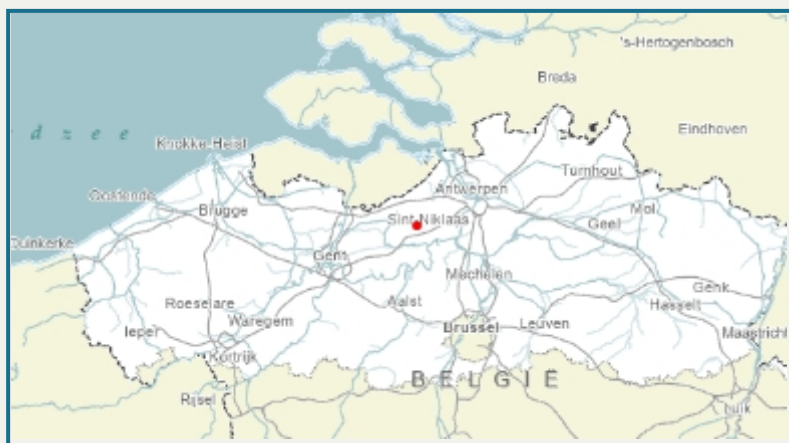 's-Hertogenbosch
Breda
Eindhoven
d z e e
Knokke-Heist
Turnhout
Antwerpen
Oostende
Brugge
Sint-Niklaas
Mol
Geel
Duinkerke
Gent
Mechelen
Genk
Roeselare
Aalst
Hasselt
Ieper
Waregem
Brussel
Leuven
Maastricht
Kortrijk
BELGIË
Rijsel
Luik